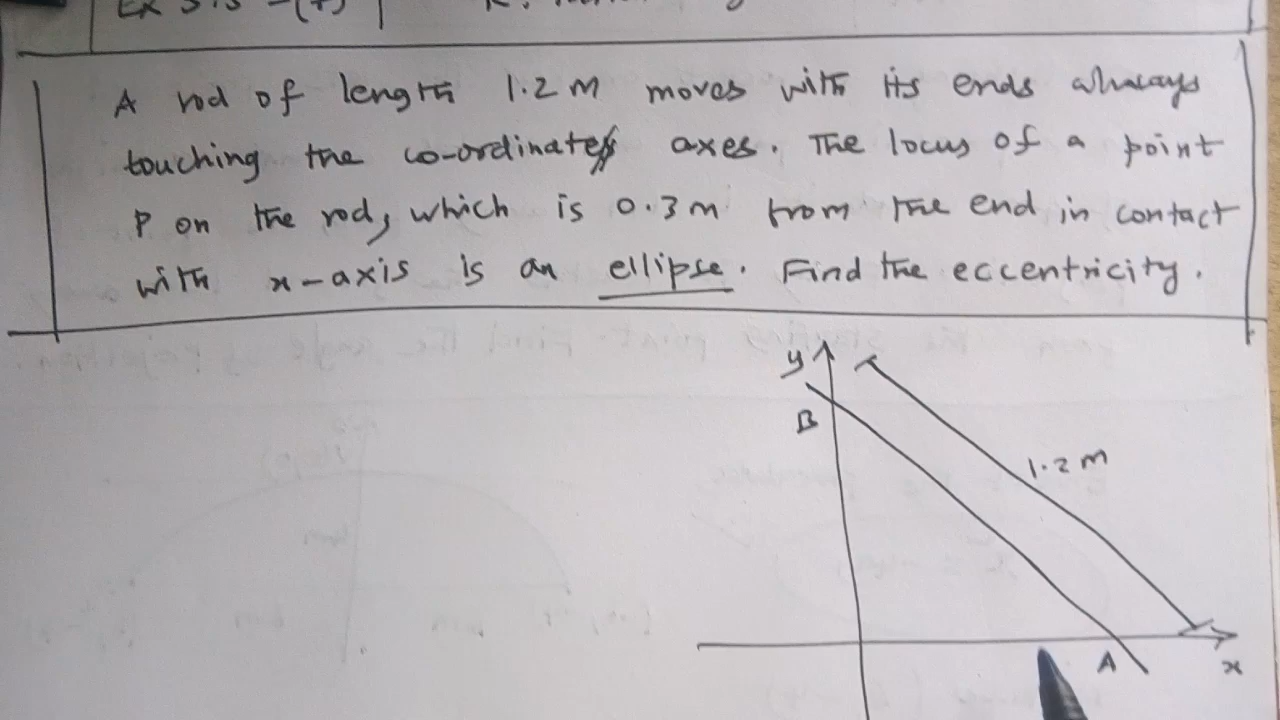 A rod of length 1.2 M moves with its ends always
touching the co-ordinate axes. The locus of a point
P on the rod, which is 0.3 m from the end in contact
with x-axis is an ellipse. Find the eccentricity.
y
B
1.2 M
A
x